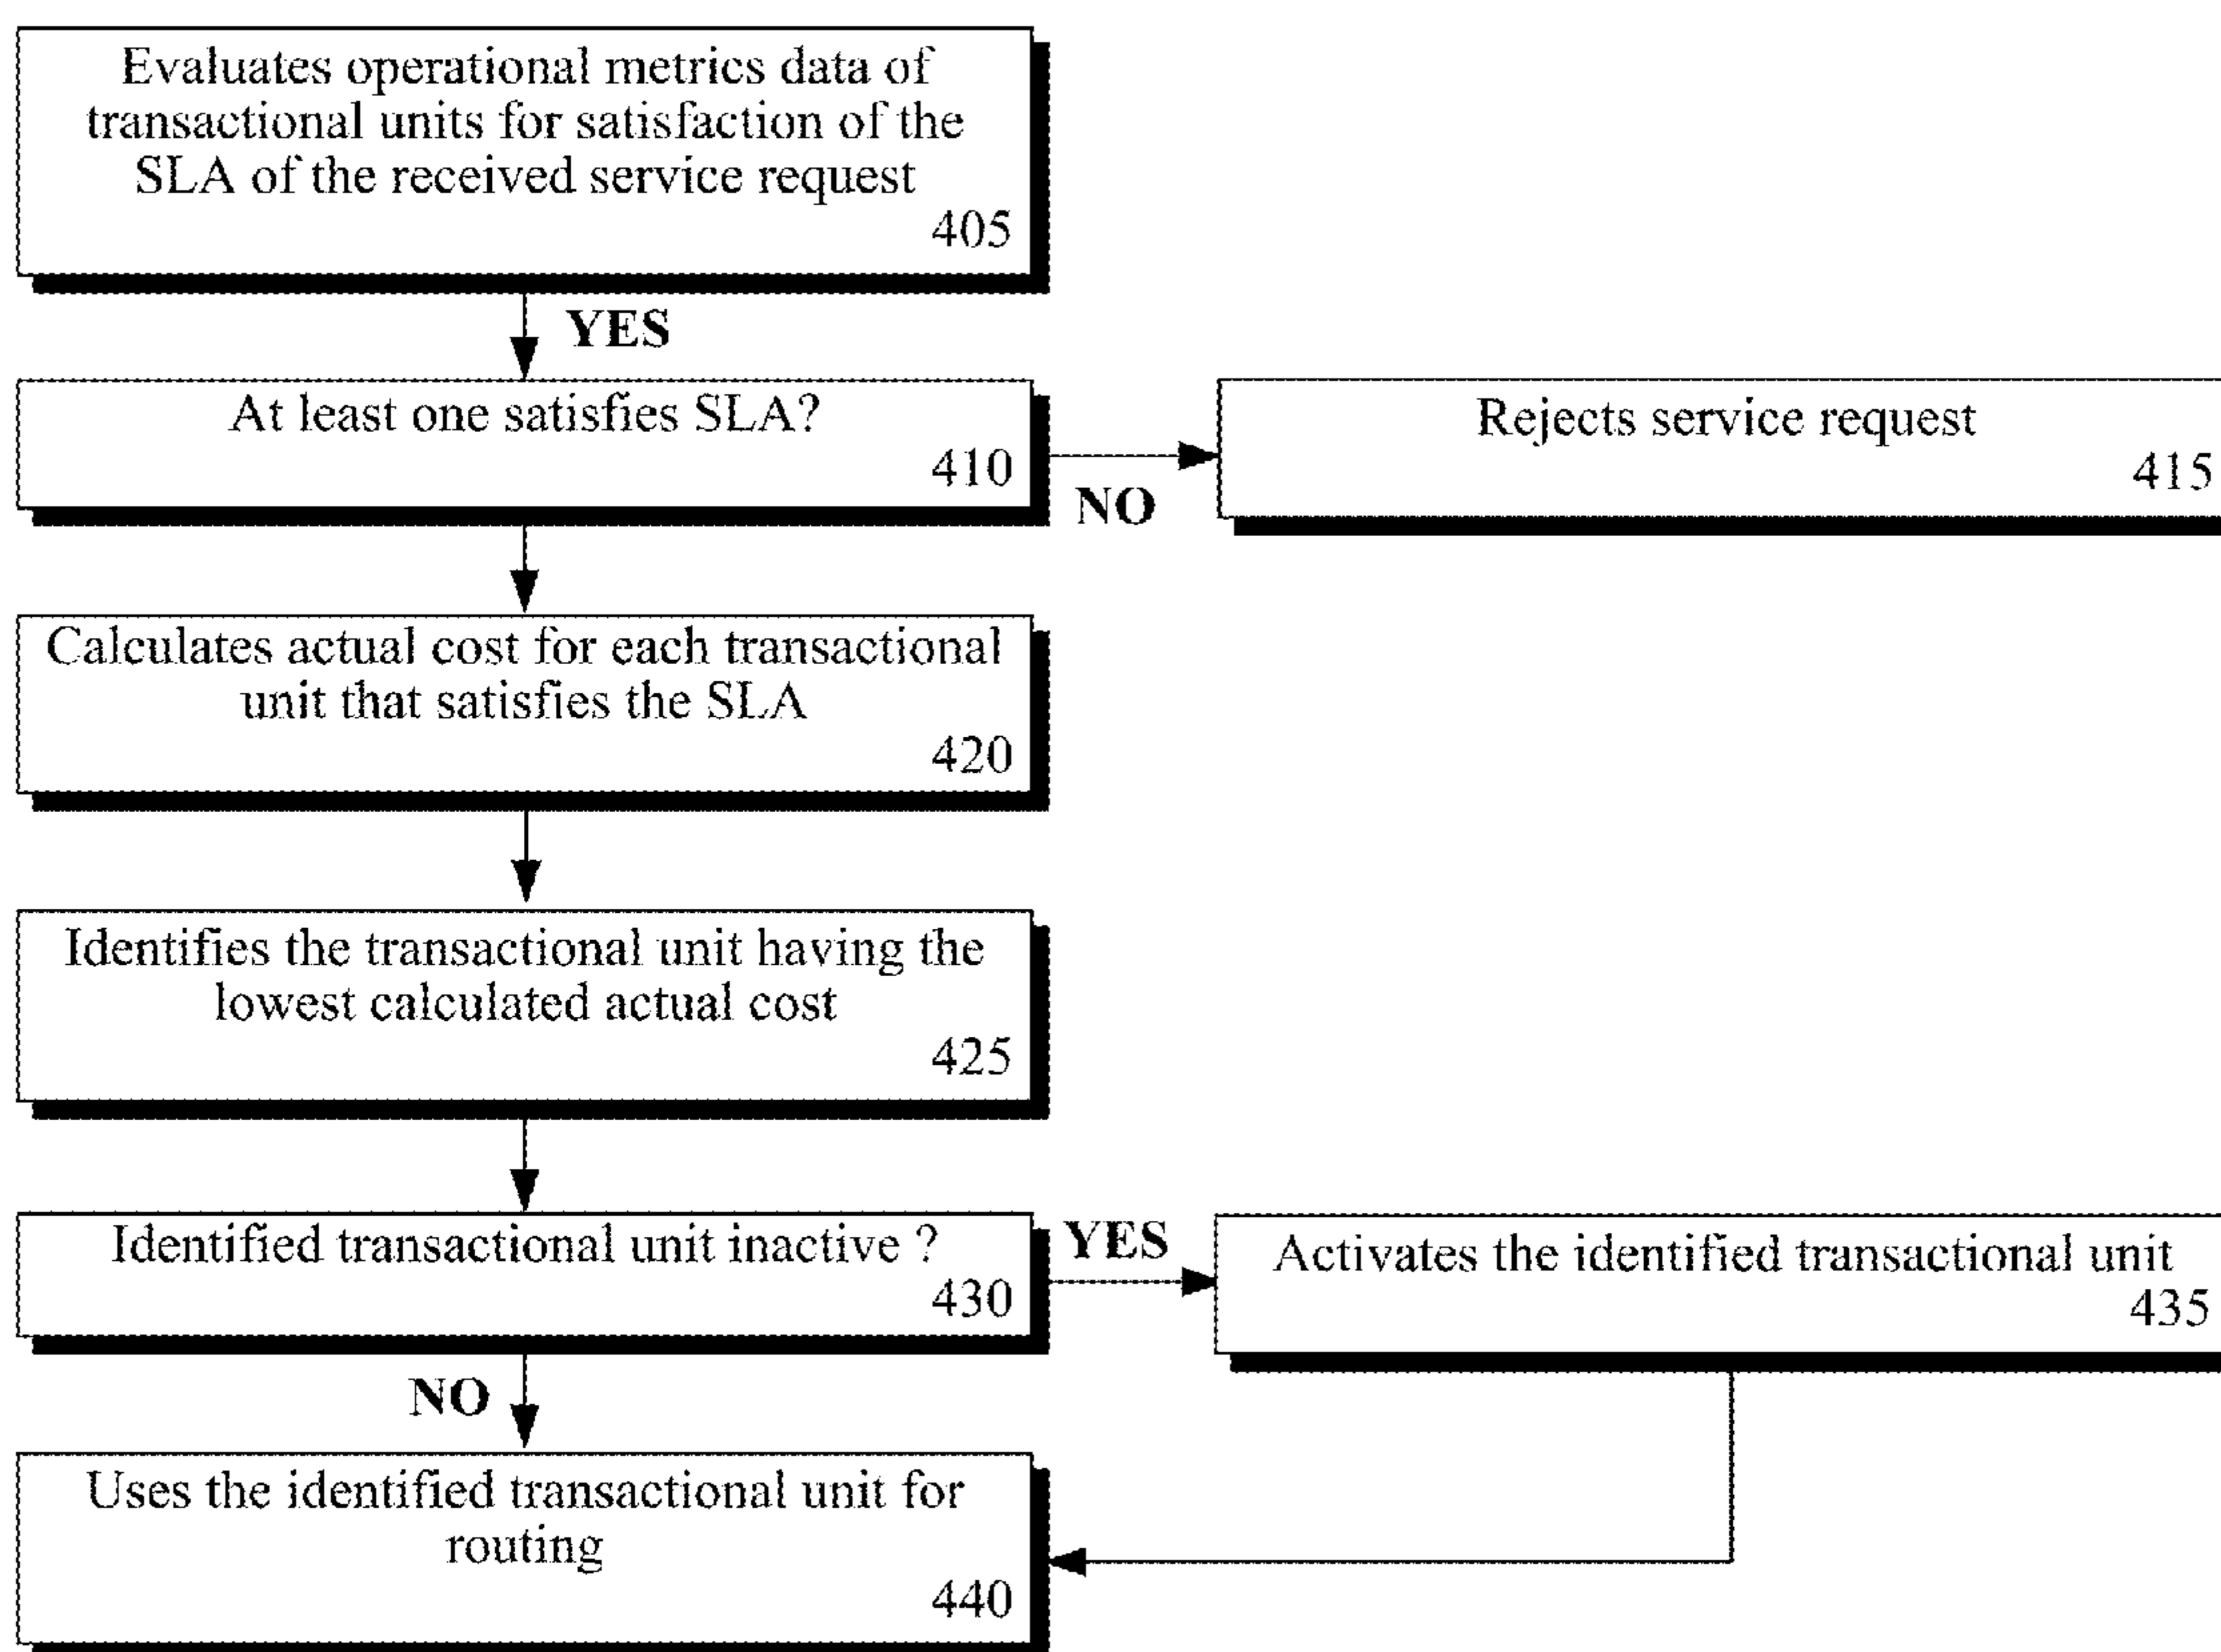 Evaluates operational metrics data of
transactional units for satisfaction of the
SLA of the received service request
405
YES
At least one satisfies SLA?
410
NO
Rejects service request
415
Calculates actual cost for each transactional
unit that satisfies the SLA
420
Identifies the transactional unit having the
lowest calculated actual cost
425
Identified transactional unit inactive ?
430
YES
Activates the identified transactional unit
435
NO
Uses the identified transactional unit for
routing
440